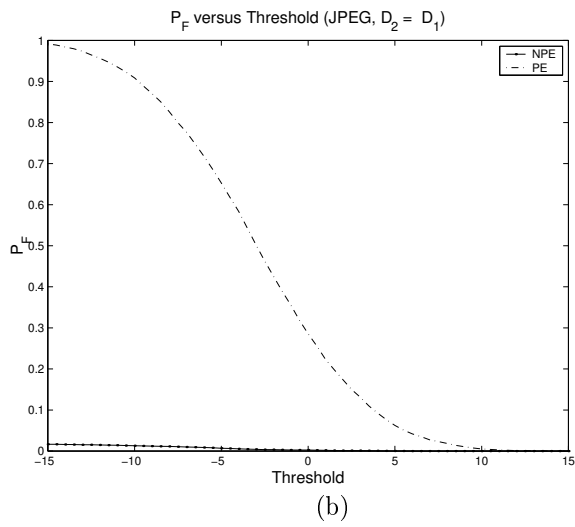 P_F versus Threshold (JPEG, D_2 = D_1)
NPE
PE
1
0.9
0.8
0.7
0.6
0.5
0.4
0.3
0.2
0.1
0
P_F
−15 −10 −5 0 5 10 15
Threshold
(b)